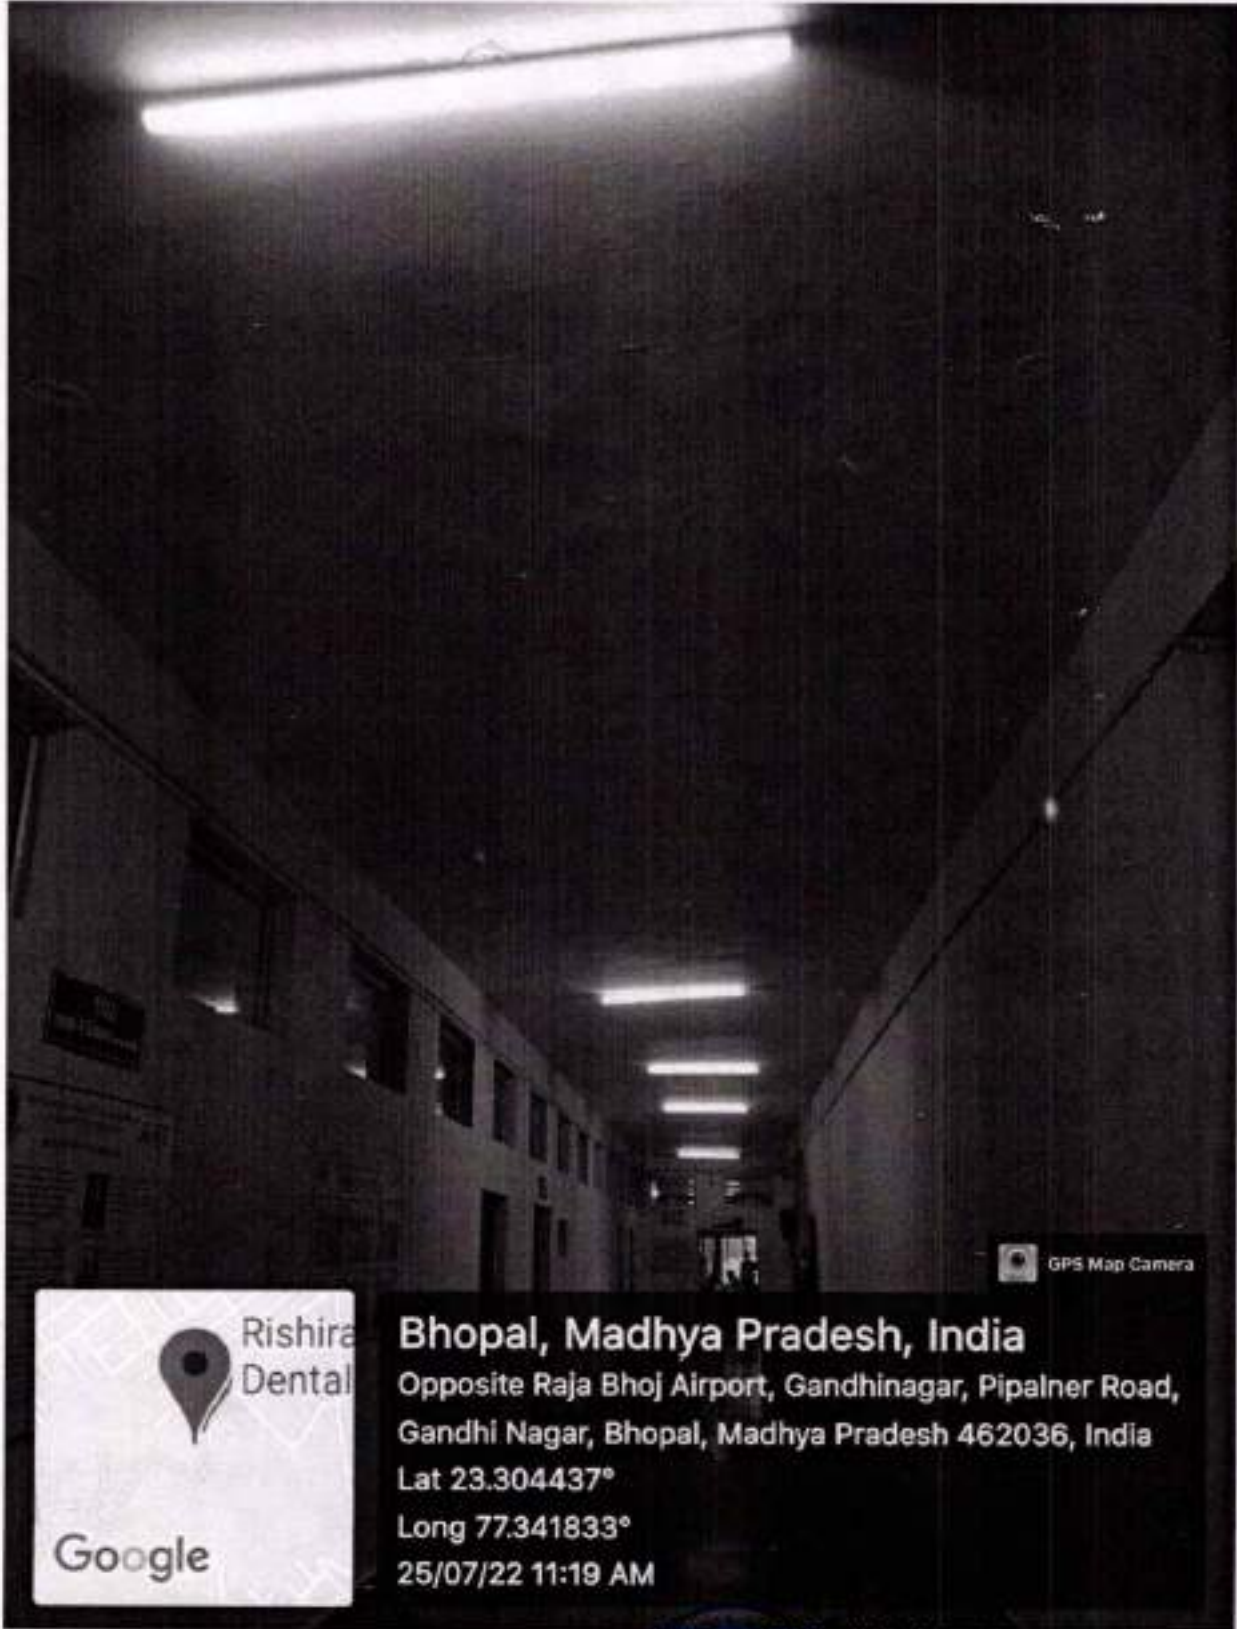 GPS Map Camera
Rishira
Dental
Google
Bhopal, Madhya Pradesh, India
Opposite Raja Bhoj Airport, Gandhinagar, Pipalner Road,
Gandhi Nagar, Bhopal, Madhya Pradesh 462036, India
Lat 23.304437°
Long 77.341833°
25/07/22 11:19 AM